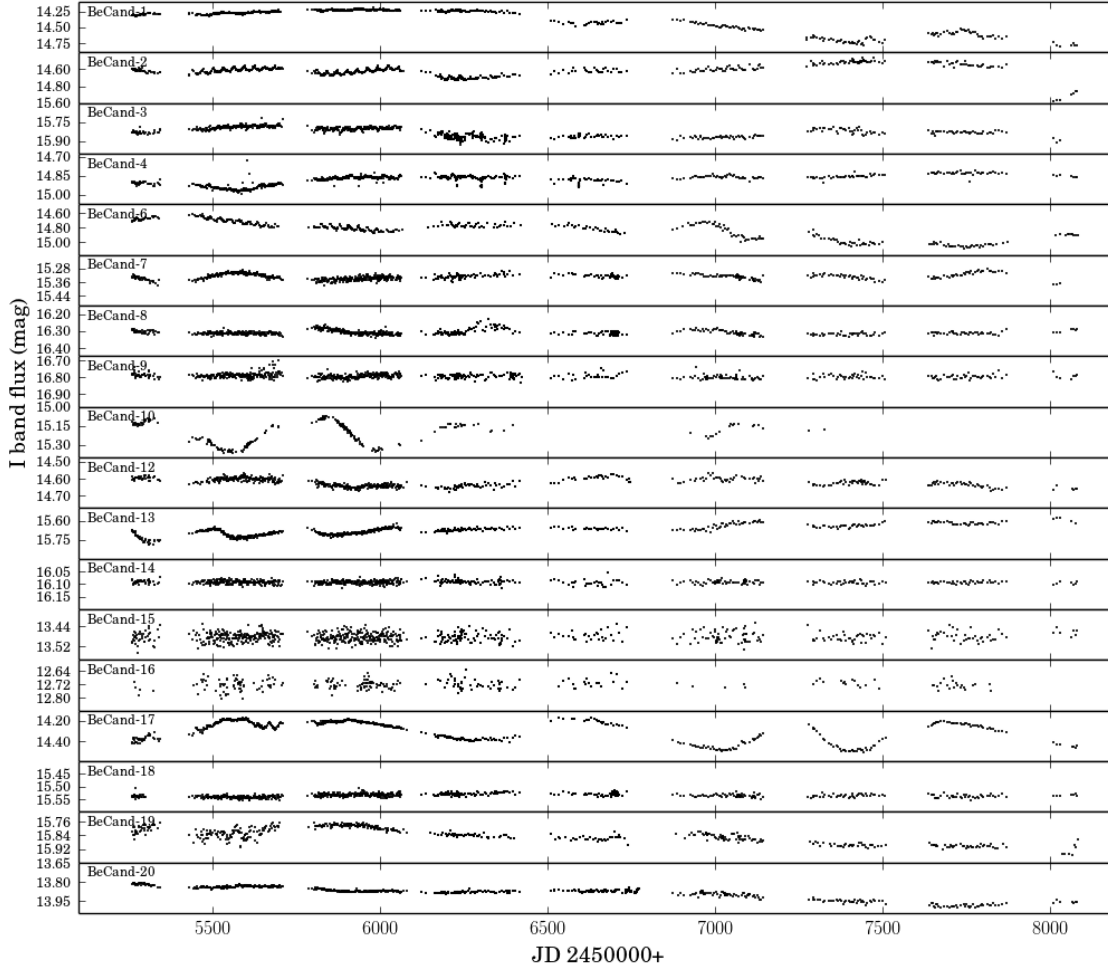 I band flux (mag)
14.25
14.50
14.75
BeCand-1
14.60
14.80
15.60
BeCand-2
15.75
15.90
14.70
BeCand-3
14.85
15.00
BeCand-4
14.60
14.80
15.00
BeCand-6
15.28
15.36
15.44
BeCand-7
16.20
16.30
16.40
BeCand-8
16.70
16.80
16.90
15.00
BeCand-9
15.15
15.30
14.50
BeCand-10
14.60
14.70
BeCand-12
15.60
15.75
BeCand-13
16.05
16.10
16.15
BeCand-14
13.44
13.52
BeCand-15
12.64
12.72
12.80
BeCand-16
14.20
14.40
BeCand-17
15.45
15.50
15.55
BeCand-18
15.76
15.84
15.92
13.65
BeCand-19
13.80
13.95
BeCand-20
5500 6000 6500 7000 7500 8000
JD 2450000+